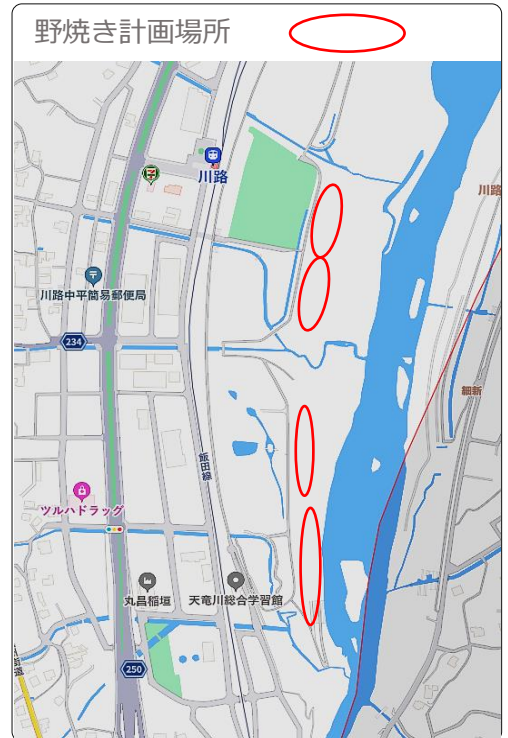 野焼き計画場所
川路
川路
川路中平簡易郵便局
234
細新
飯田線
ツルハドラッグ
丸昌稲垣
天竜川総合学習館
250